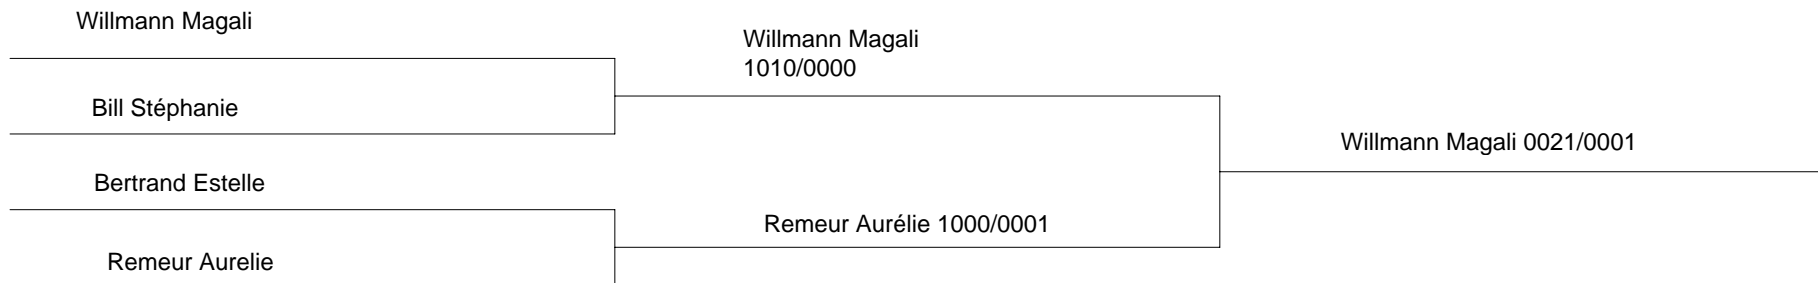 Willmann Magali
Bill Stéphanie
Bertrand Estelle
Remeur Aurelie
Willmann Magali
1010/0000
Remeur Aurélie 1000/0001
Willmann Magali 0021/0001